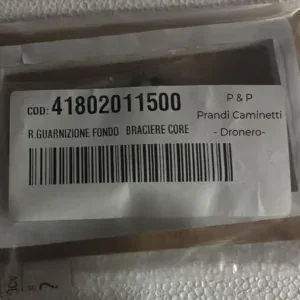 COD: 41802011500
R.GUARNIZIONE FONDO BRACIERE CORE
P & P
Prandi Caminetti
- Dronero-